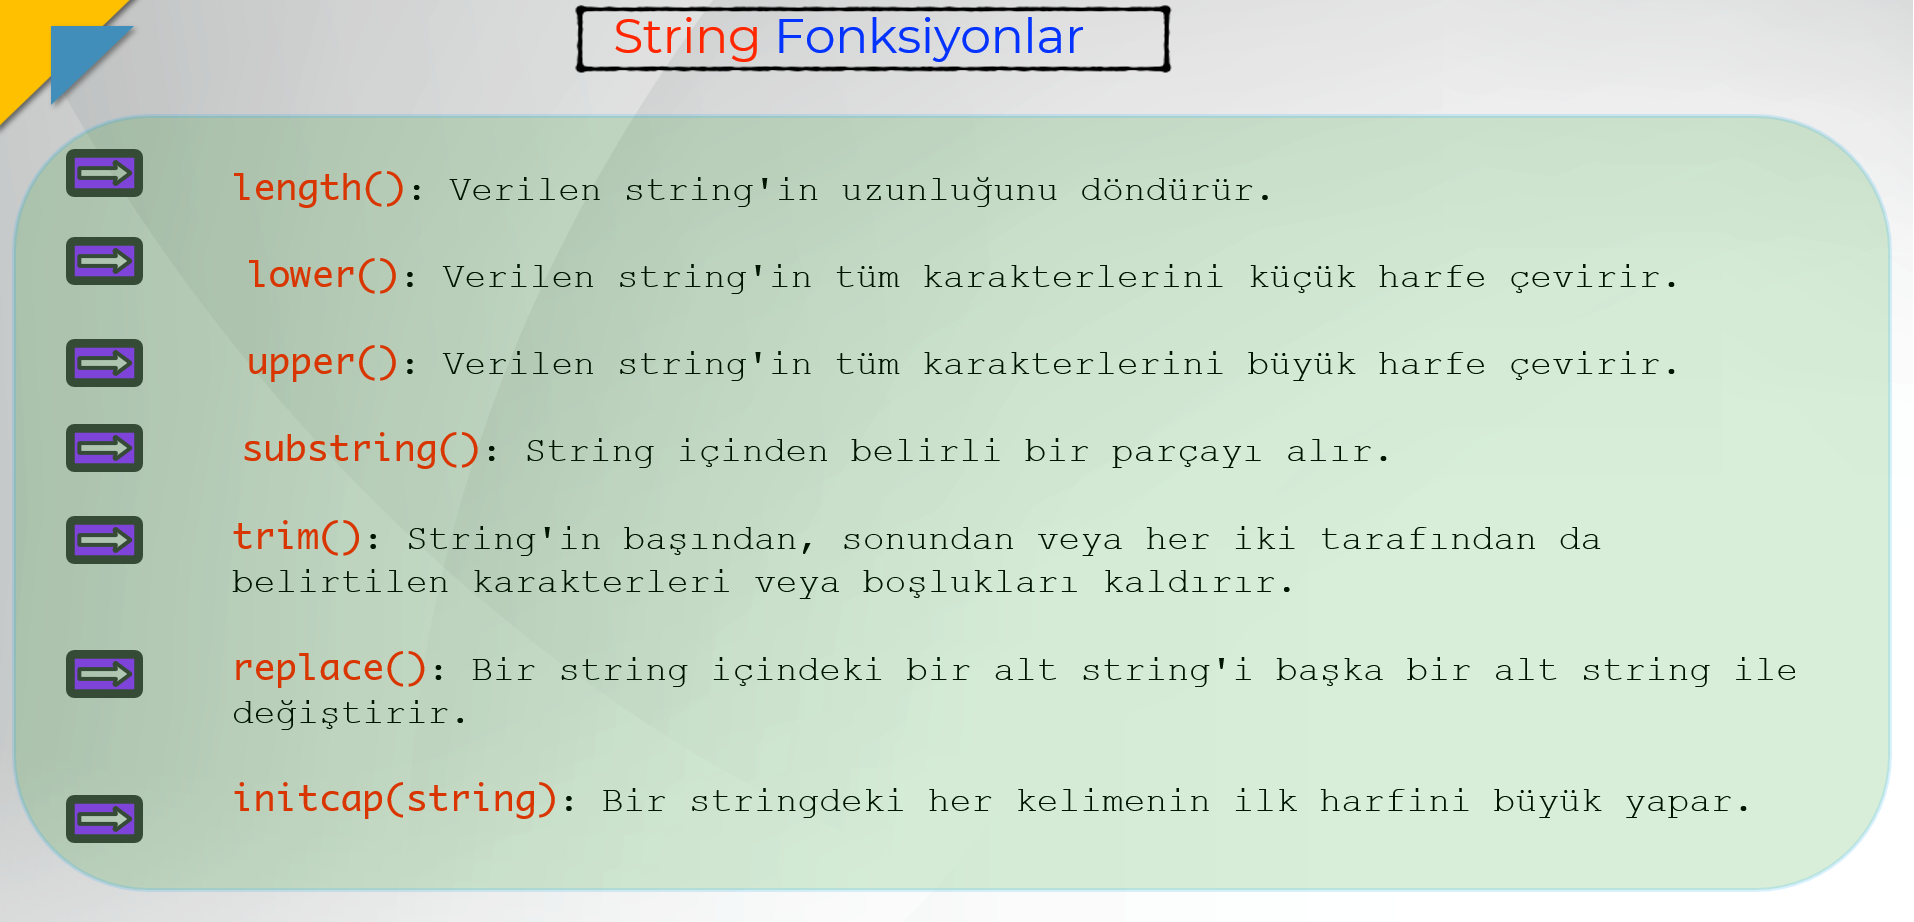 String Fonksiyonlar
length(): Verilen string'in uzunluğunu döndürür.
lower(): Verilen string'in tüm karakterlerini küçük harfe çevirir.
upper(): Verilen string'in tüm karakterlerini büyük harfe çevirir.
substring(): String içinden belirli bir parçayı alır.
trim(): String'in başından, sonundan veya her iki tarafından da
belirtilen karakterleri veya boşlukları kaldırır.
replace(): Bir string içindeki bir alt string'i başka bir alt string ile
değiştirir.
initcap(string): Bir stringdeki her kelimenin ilk harfini büyük yapar.